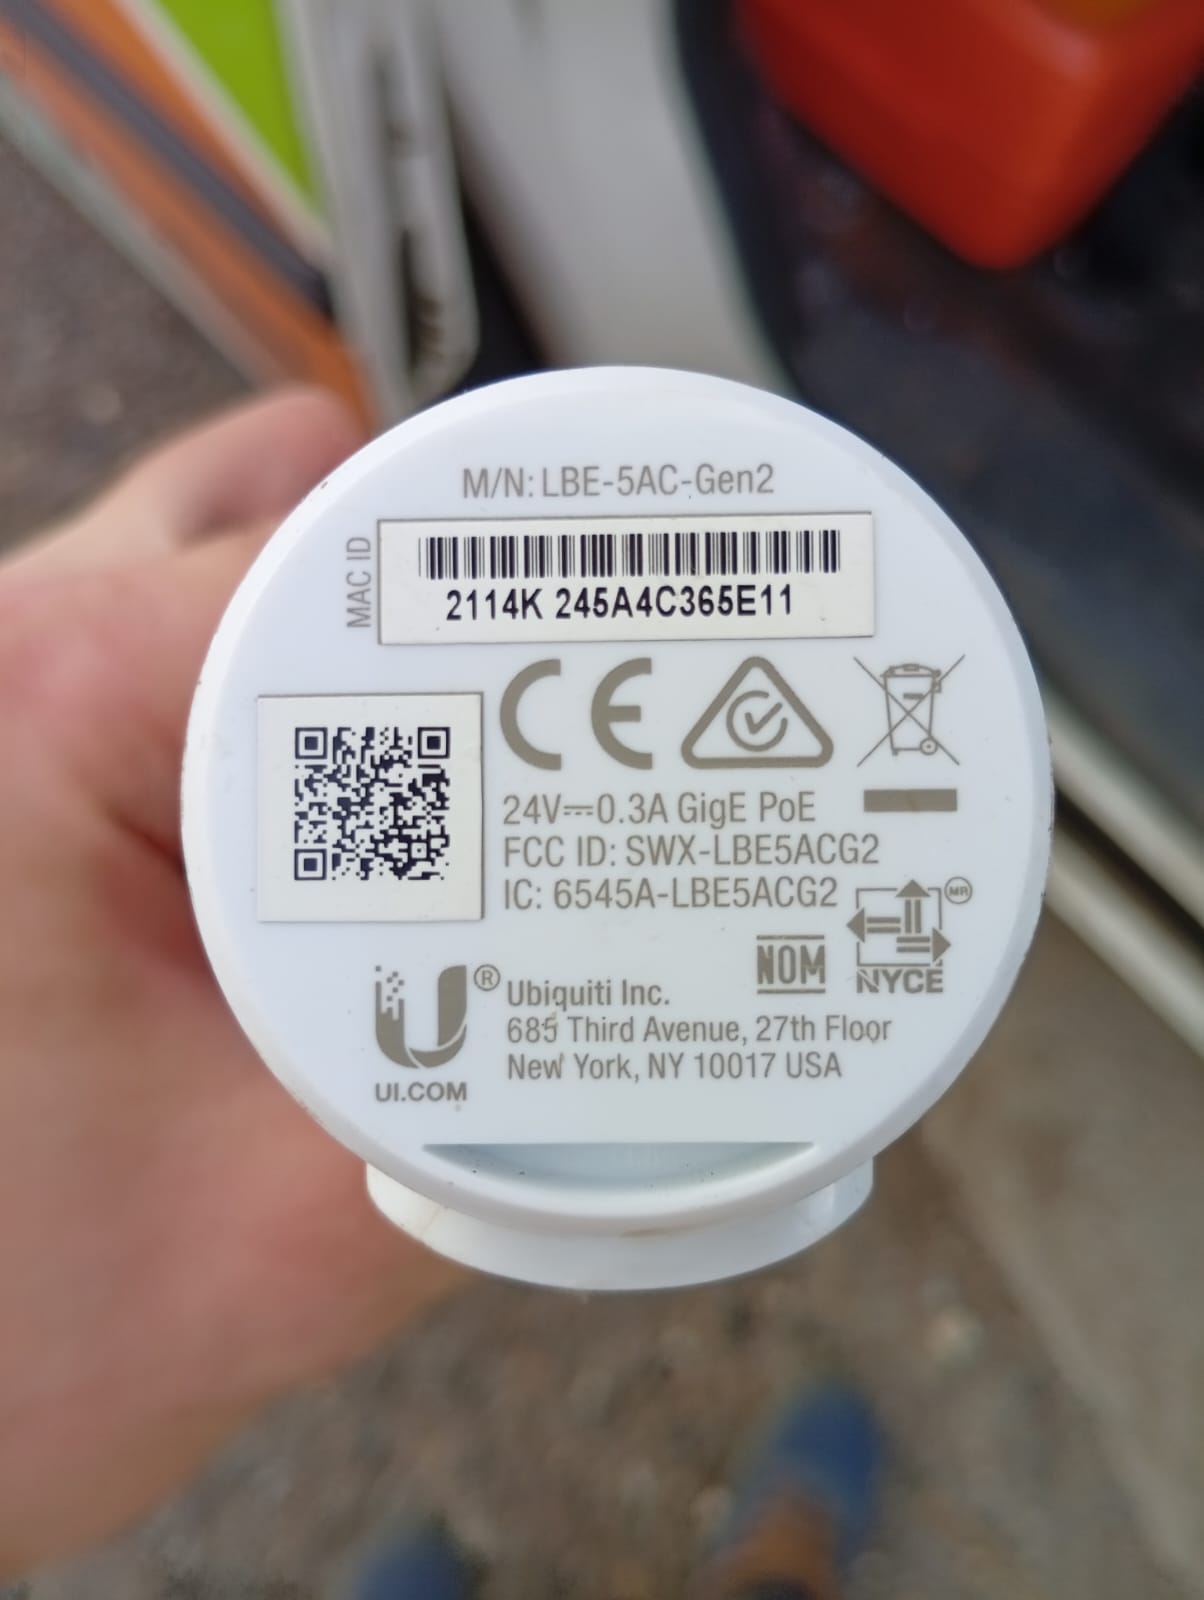 M/N: LBE-5AC-Gen2
MAC ID
2114K 245A4C365E11
CE
24V⎓0.3A GigE PoE
FCC ID: SWX-LBE5ACG2
IC: 6545A-LBE5ACG2
MR
NOM
NYCE
U®
UI.COM
Ubiquiti Inc.
685 Third Avenue, 27th Floor
New York, NY 10017 USA